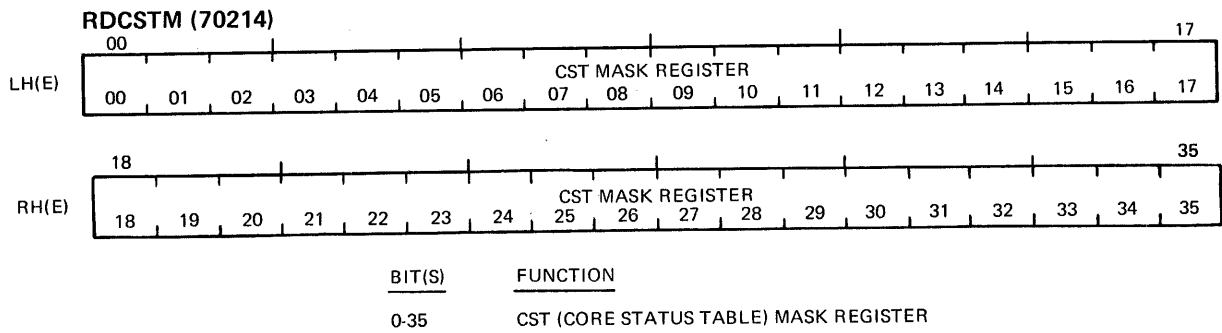 RDCSTM (70214)
00 17
LH(E)
CST MASK REGISTER
00 01 02 03 04 05 06 07 08 09 10 11 12 13 14 15 16 17
18 35
RH(E)
CST MASK REGISTER
18 19 20 21 22 23 24 25 26 27 28 29 30 31 32 33 34 35
BIT(S) FUNCTION
0-35 CST (CORE STATUS TABLE) MASK REGISTER